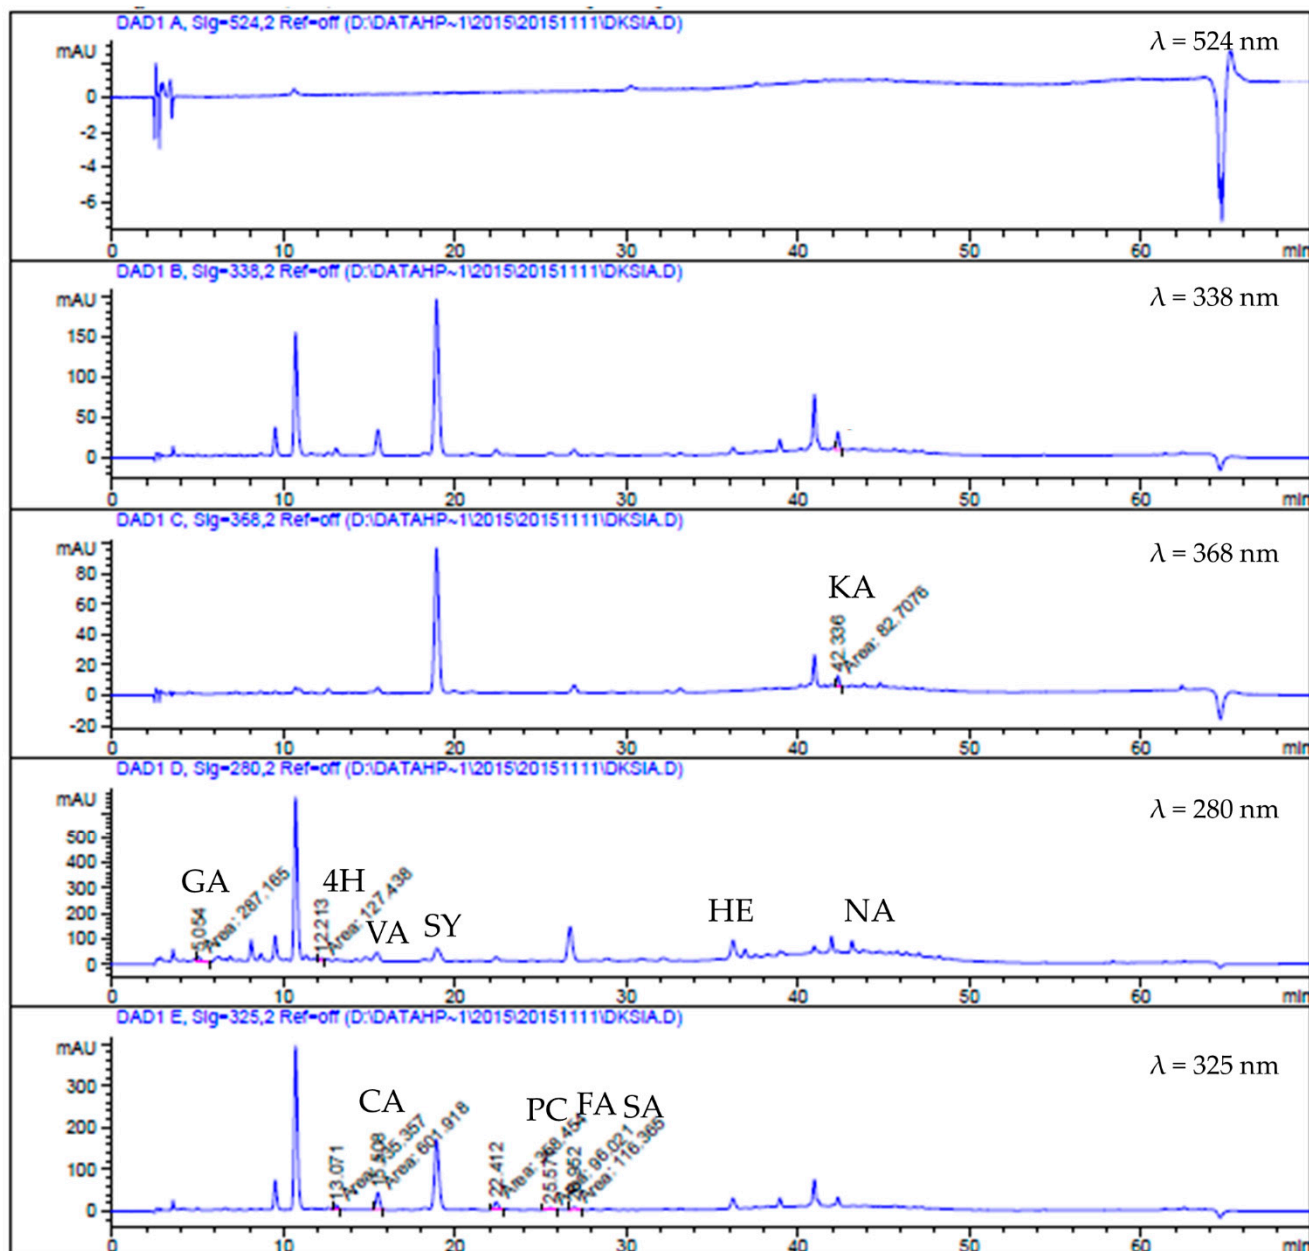 DAD1 A, Sig=524,2 Ref=off (D:\DATAHP~1\2015\20151111\DKSIA.D)
mAU
λ = 524 nm
0
-2
-4
-6
0 10 20 30 40 50 60 min
DAD1 B, Sig=338,2 Ref=off (D:\DATAHP~1\2015\20151111\DKSIA.D)
mAU
λ = 338 nm
150
100
50
0
0 10 20 30 40 50 60 min
DAD1 C, Sig=368,2 Ref=off (D:\DATAHP~1\2015\20151111\DKSIA.D)
mAU
λ = 368 nm
80
60
40
20
0
-20
KA
42.336
Area: 82.7076
0 10 20 30 40 50 60 min
DAD1 D, Sig=280,2 Ref=off (D:\DATAHP~1\2015\20151111\DKSIA.D)
mAU
λ = 280 nm
500
400
300
200
100
0
GA
5.054
Area: 287.165
4H
12.213
Area: 127.438
VA
SY
HE
NA
0 10 20 30 40 50 60 min
DAD1 E, Sig=325,2 Ref=off (D:\DATAHP~1\2015\20151111\DKSIA.D)
mAU
λ = 325 nm
300
200
100
0
CA
13.071
Area: 135.357
Area: 601.918
PC
FA
SA
22.412
Area: 358.454
Area: 96.021
Area: 116.365
0 10 20 30 40 50 60 min